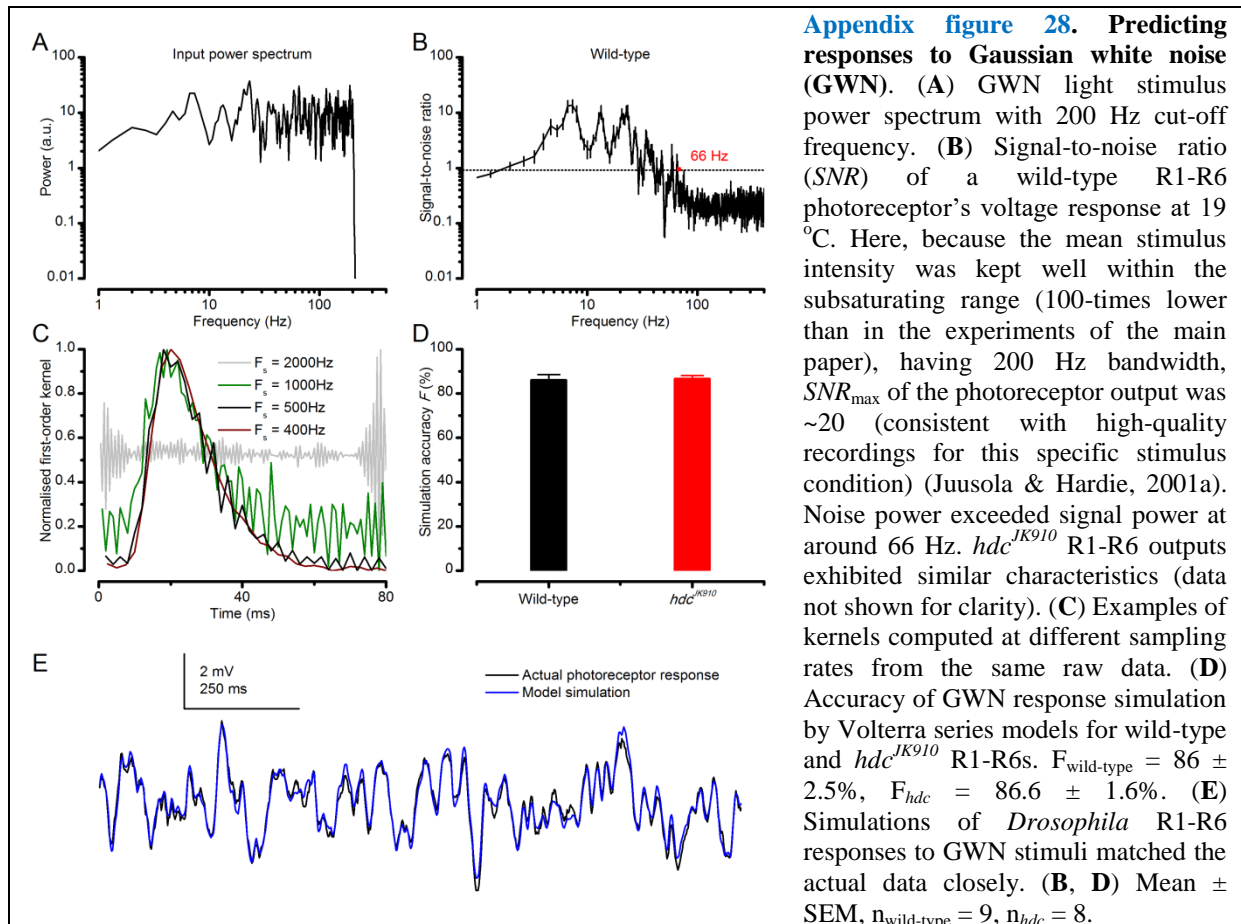 A
Input power spectrum
100
10
1
0.1
0.01
Power (a.u.)
1
10
100
Frequency (Hz)
B
Wild-type
100
10
1
0.1
0.01
Signal-to-noise ratio
66 Hz
1
10
100
Frequency (Hz)
C
1.0
0.8
0.6
0.4
0.2
0.0
Normalised first-order kernel
Fs = 2000Hz
Fs = 1000Hz
Fs = 500Hz
Fs = 400Hz
0
40
80
Time (ms)
D
100
80
60
40
20
0
Simulation accuracy F (%)
Wild-type
hdcJK910
E
2 mV
250 ms
Actual photoreceptor response
Model simulation
Appendix figure 28. Predicting
responses to Gaussian white noise
(GWN). (A) GWN light stimulus
power spectrum with 200 Hz cut-off
frequency. (B) Signal-to-noise ratio
(SNR) of a wild-type R1-R6
photoreceptor's voltage response at 19
oC. Here, because the mean stimulus
intensity was kept well within the
subsaturating range (100-times lower
than in the experiments of the main
paper), having 200 Hz bandwidth,
SNRmax of the photoreceptor output was
~20 (consistent with high-quality
recordings for this specific stimulus
condition) (Juusola & Hardie, 2001a).
Noise power exceeded signal power at
around 66 Hz. hdcJK910 R1-R6 outputs
exhibited similar characteristics (data
not shown for clarity). (C) Examples of
kernels computed at different sampling
rates from the same raw data. (D)
Accuracy of GWN response simulation
by Volterra series models for wild-type
and hdcJK910 R1-R6s. Fwild-type = 86 ±
2.5%, Fhdc = 86.6 ± 1.6%. (E)
Simulations of Drosophila R1-R6
responses to GWN stimuli matched the
actual data closely. (B, D) Mean ±
SEM, nwild-type = 9, nhdc = 8.